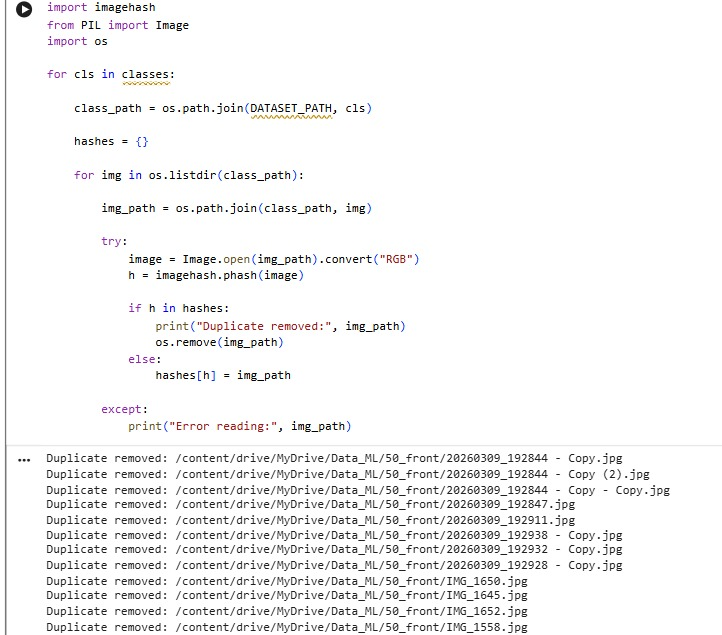 import imagehash
from PIL import Image
import os
for cls in classes:
class_path = os.path.join(DATASET_PATH, cls)
hashes = {}
for img in os.listdir(class_path):
img_path = os.path.join(class_path, img)
try:
image = Image.open(img_path).convert("RGB")
h = imagehash.phash(image)
if h in hashes:
print("Duplicate removed:", img_path)
os.remove(img_path)
else:
hashes[h] = img_path
except:
print("Error reading:", img_path)
Duplicate removed: /content/drive/MyDrive/Data_ML/50_front/20260309_192844 - Copy.jpg
Duplicate removed: /content/drive/MyDrive/Data_ML/50_front/20260309_192844 - Copy (2).jpg
Duplicate removed: /content/drive/MyDrive/Data_ML/50_front/20260309_192844 - Copy - Copy.jpg
Duplicate removed: /content/drive/MyDrive/Data_ML/50_front/20260309_192847.jpg
Duplicate removed: /content/drive/MyDrive/Data_ML/50_front/20260309_192911.jpg
Duplicate removed: /content/drive/MyDrive/Data_ML/50_front/20260309_192938 - Copy.jpg
Duplicate removed: /content/drive/MyDrive/Data_ML/50_front/20260309_192932 - Copy.jpg
Duplicate removed: /content/drive/MyDrive/Data_ML/50_front/20260309_192928 - Copy.jpg
Duplicate removed: /content/drive/MyDrive/Data_ML/50_front/IMG_1650.jpg
Duplicate removed: /content/drive/MyDrive/Data_ML/50_front/IMG_1645.jpg
Duplicate removed: /content/drive/MyDrive/Data_ML/50_front/IMG_1652.jpg
Duplicate removed: /content/drive/MyDrive/Data_ML/50_front/IMG_1558.jpg